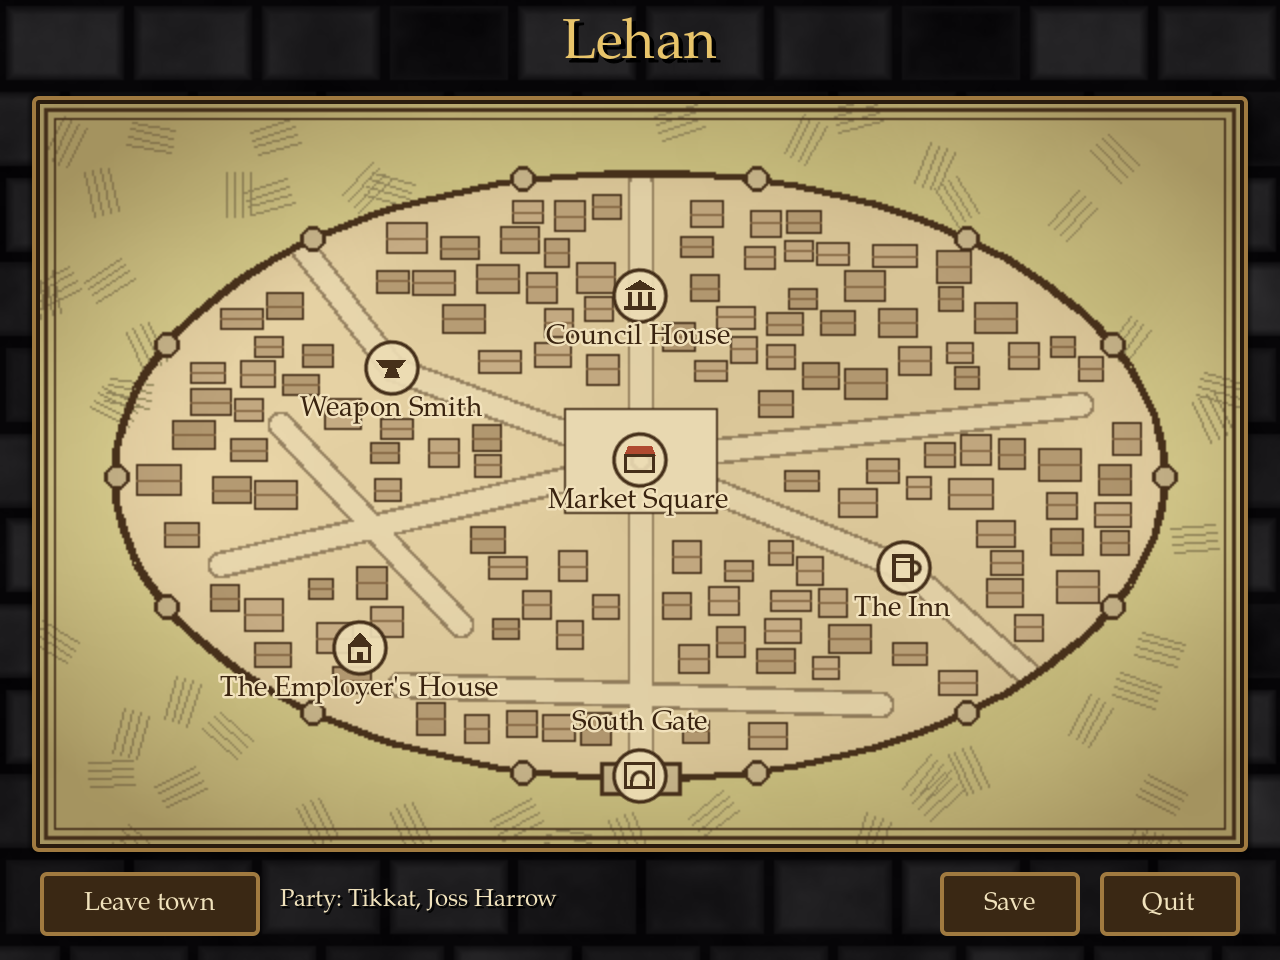 Lehan
Council House
Weapon Smith
Market Square
The Inn
The Employer's House
South Gate
Leave town
Party: Tikkat, Joss Harrow
Save
Quit